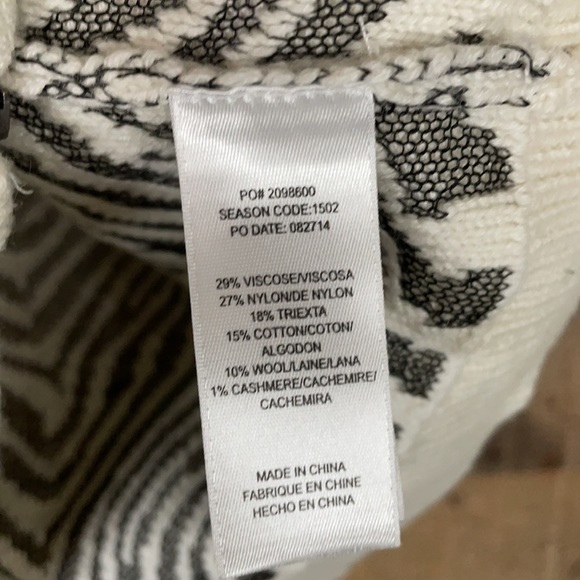 PO# 2098600
SEASON CODE:1502
PO DATE: 082714
29% VISCOSE/VISCOSA
27% NYLON/DE NYLON
18% TRIEXTA
15% COTTON/COTON/
ALGODON
10% WOOL/LAINE/LANA
1% CASHMERE/CACHEMIRE/
CACHEMIRA
MADE IN CHINA
FABRIQUE EN CHINE
HECHO EN CHINA